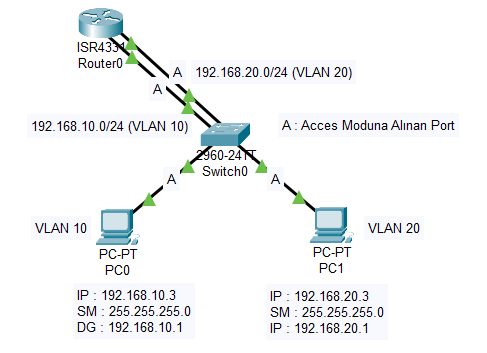 ISR4331
Router0
A
192.168.20.0/24 (VLAN 20)
A
192.168.10.0/24 (VLAN 10)
A : Acces Moduna Alınan Port
2960-24TT
Switch0
A
A
VLAN 10
VLAN 20
PC-PT
PC0
PC-PT
PC1
IP : 192.168.10.3
SM : 255.255.255.0
DG : 192.168.10.1
IP : 192.168.20.3
SM : 255.255.255.0
IP : 192.168.20.1